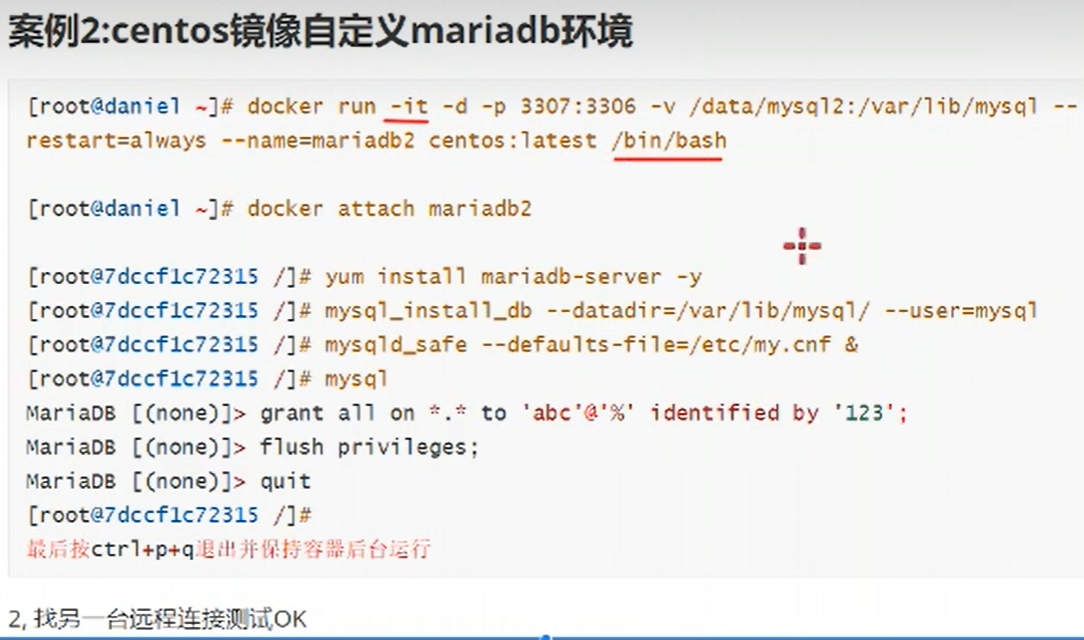 案例2:centos镜像自定义mariadb环境
[root@daniel ~]# docker run -it -d -p 3307:3306 -v /data/mysql2:/var/lib/mysql --
restart=always --name=mariadb2 centos:latest /bin/bash
[root@daniel ~]# docker attach mariadb2
[root@7dccf1c72315 /]# yum install mariadb-server -y
[root@7dccf1c72315 /]# mysql_install_db --datadir=/var/lib/mysql/ --user=mysql
[root@7dccf1c72315 /]# mysqld_safe --defaults-file=/etc/my.cnf &
[root@7dccf1c72315 /]# mysql
MariaDB [(none)]> grant all on *.* to 'abc'@'%' identified by '123';
MariaDB [(none)]> flush privileges;
MariaDB [(none)]> quit
[root@7dccf1c72315 /]#
最后按ctrl+p+q退出并保持容器后台运行
2, 找另一台远程连接测试OK